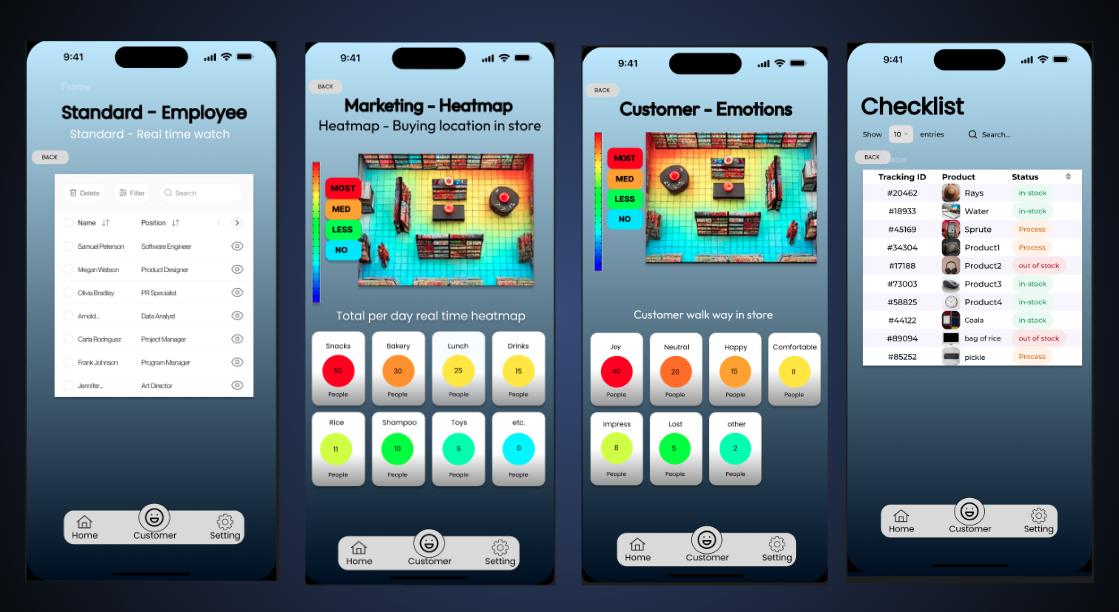 9:41
Frame
Standard - Employee
Standard - Real time watch
BACK
Delete Filter Search
Name Position
Samuel Peterson Software Engineer
Megan Watson Product Designer
Olivia Bradley PR Specialist
Arnold... Data Analyst
Carla Rodriguez Project Manager
Frank Johnson Program Manager
Jennifer... Art Director
Home Customer Setting
9:41
BACK
Marketing - Heatmap
Heatmap - Buying location in store
MOST
MED
LESS
NO
Total per day real time heatmap
Snacks Bakery Lunch Drinks
50 30 25 15
People People People People
Rice Shampoo Toys etc.
11 10 5 0
People People People People
Home Customer Setting
9:41
BACK
Customer - Emotions
MOST
MED
LESS
NO
Customer walk way in store
Joy Neutral Happy Comfortable
40 20 15 11
People People People People
Impress Lost other
8 5 2
People People People
Home Customer Setting
9:41
Checklist
Show 10 entries Search...
BACK
Tracking ID Product Status
#20462 Rays in-stock
#18933 Water in-stock
#45169 Sprute Process
#34304 Product1 Process
#17188 Product2 out of stock
#73003 Product3 in-stock
#58825 Product4 in-stock
#44122 Coala in-stock
#89094 bag of rice out of stock
#85252 pickle Process
Home Customer Setting